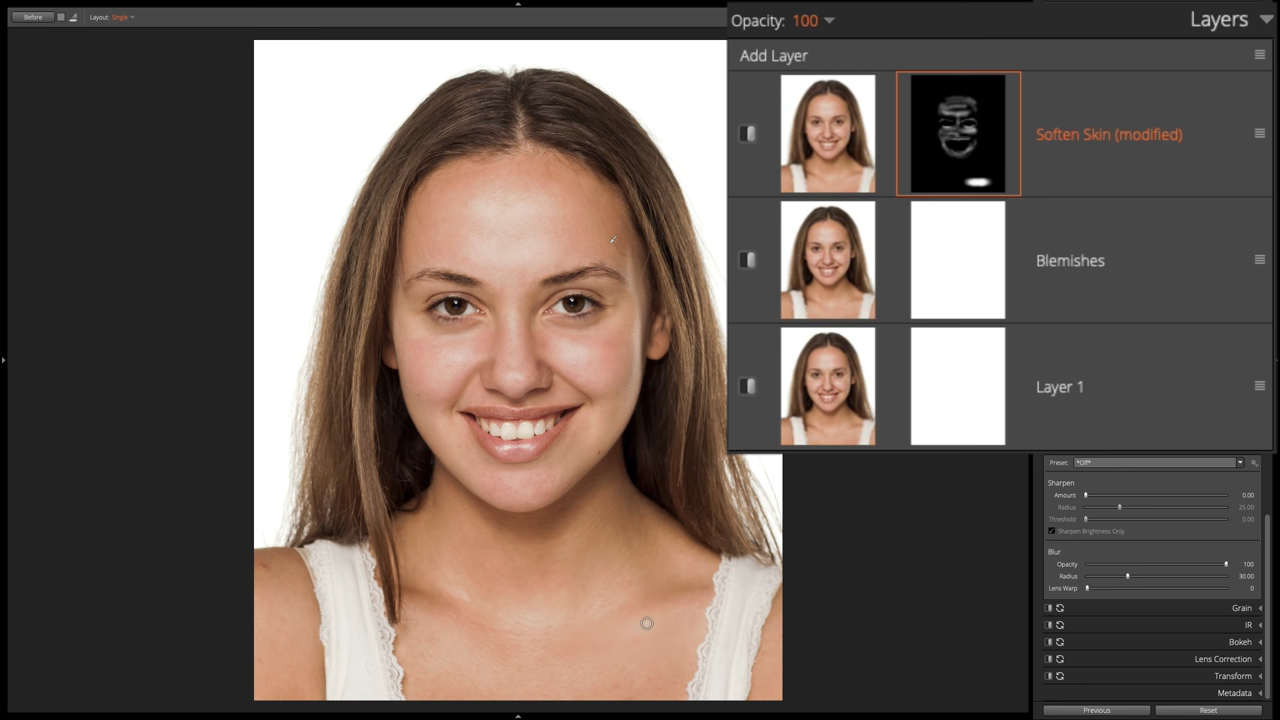 Before
Layout: Single
Opacity: 100
Layers
Add Layer
Soften Skin (modified)
Blemishes
Layer 1
Preset: *Off*
Sharpen
Amount 0.00
Radius 25.00
Threshold 0.00
Sharpen Brightness Only
Blur
Opacity 100
Radius 30.00
Lens Warp 0
Grain
IR
Bokeh
Lens Correction
Transform
Metadata
Previous Reset